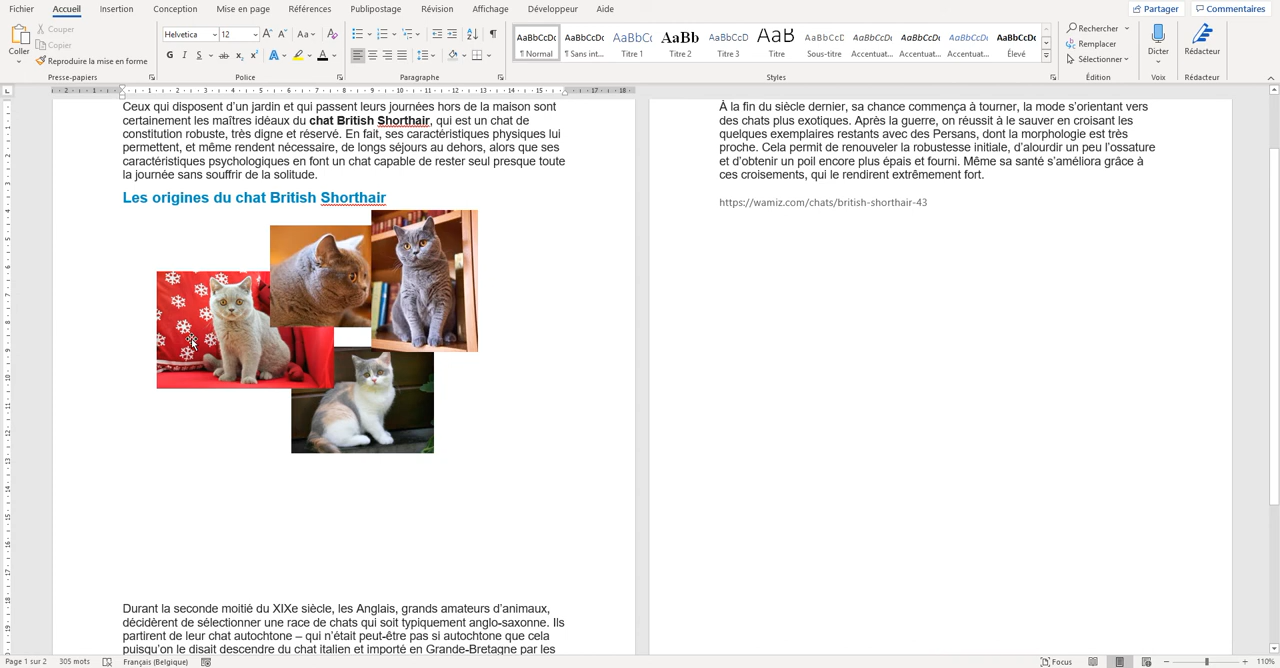 Fichier Accueil Insertion Conception Mise en page Références Publipostage Révision Affichage Développeur Aide
Partager Commentaires
Coller
Couper
Copier
Reproduire la mise en forme
Presse-papiers
Helvetica 12
Police
Paragraphe
AaBbCcDc AaBbCcDc AaBbCc AaBb AaBbCcD AaB AaBbCcD AaBbCcDc AaBbCcDc AaBbCcDc AaBbCcDc
¶ Normal ¶ Sans int... Titre 1 Titre 2 Titre 3 Titre Sous-titre Accentuat... Accentuat... Accentuat... Élevé
Styles
Rechercher
Remplacer
Sélectionner
Édition
Dicter
Voix
Rédacteur
Rédacteur
Ceux qui disposent d'un jardin et qui passent leurs journées hors de la maison sont
certainement les maîtres idéaux du chat British Shorthair, qui est un chat de
constitution robuste, très digne et réservé. En fait, ses caractéristiques physiques lui
permettent, et même rendent nécessaire, de longs séjours au dehors, alors que ses
caractéristiques psychologiques en font un chat capable de rester seul presque toute
la journée sans souffrir de la solitude.
Les origines du chat British Shorthair
Durant la seconde moitié du XIXe siècle, les Anglais, grands amateurs d'animaux,
décidèrent de sélectionner une race de chats qui soit typiquement anglo-saxonne. Ils
partirent de leur chat autochtone – qui n'était peut-être pas si autochtone que cela
puisqu'on le disait descendre du chat italien et importé en Grande-Bretagne par les
À la fin du siècle dernier, sa chance commença à tourner, la mode s'orientant vers
des chats plus exotiques. Après la guerre, on réussit à le sauver en croisant les
quelques exemplaires restants avec des Persans, dont la morphologie est très
proche. Cela permit de renouveler la robustesse initiale, d'alourdir un peu l'ossature
et d'obtenir un poil encore plus épais et fourni. Même sa santé s'améliora grâce à
ces croisements, qui le rendirent extrêmement fort.
https://wamiz.com/chats/british-shorthair-43
Page 1 sur 2 305 mots Français (Belgique) Focus 110%